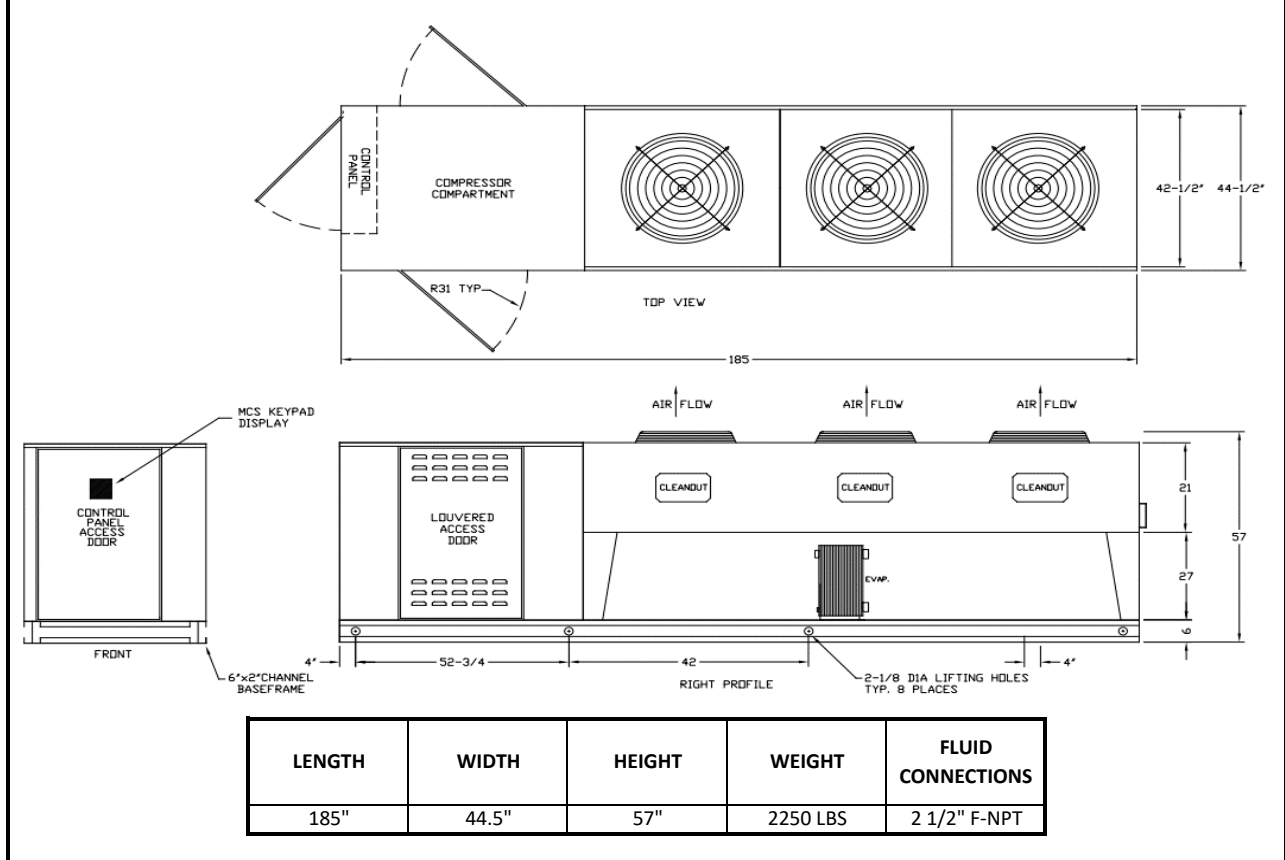 CONTROL
PANEL
COMPRESSOR
COMPARTMENT
42-1/2" 44-1/2"
R31 TYP
TOP VIEW
185
MCS KEYPAD
DISPLAY
AIR FLOW
AIR FLOW
AIR FLOW
CONTROL
PANEL
ACCESS
DOOR
LOUVERED
ACCESS
DOOR
CLEANOUT
CLEANOUT
CLEANOUT
21
57
27
EVAP.
6
FRONT
6"x2"CHANNEL
BASEFRAME
4"
52-3/4
42
4"
RIGHT PROFILE
2-1/8 DIA LIFTING HOLES
TYP. 8 PLACES
LENGTH WIDTH HEIGHT WEIGHT FLUID
CONNECTIONS
185" 44.5" 57" 2250 LBS 2 1/2" F-NPT